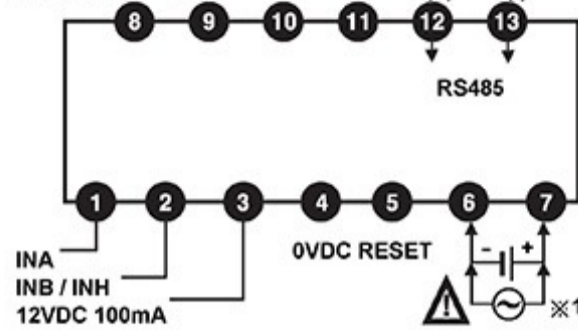 8 9 10 11 12 13
RS485
1 2 3 4 5 6 7
INA
INB / INH
12VDC 100mA
0VDC RESET
- +
※1